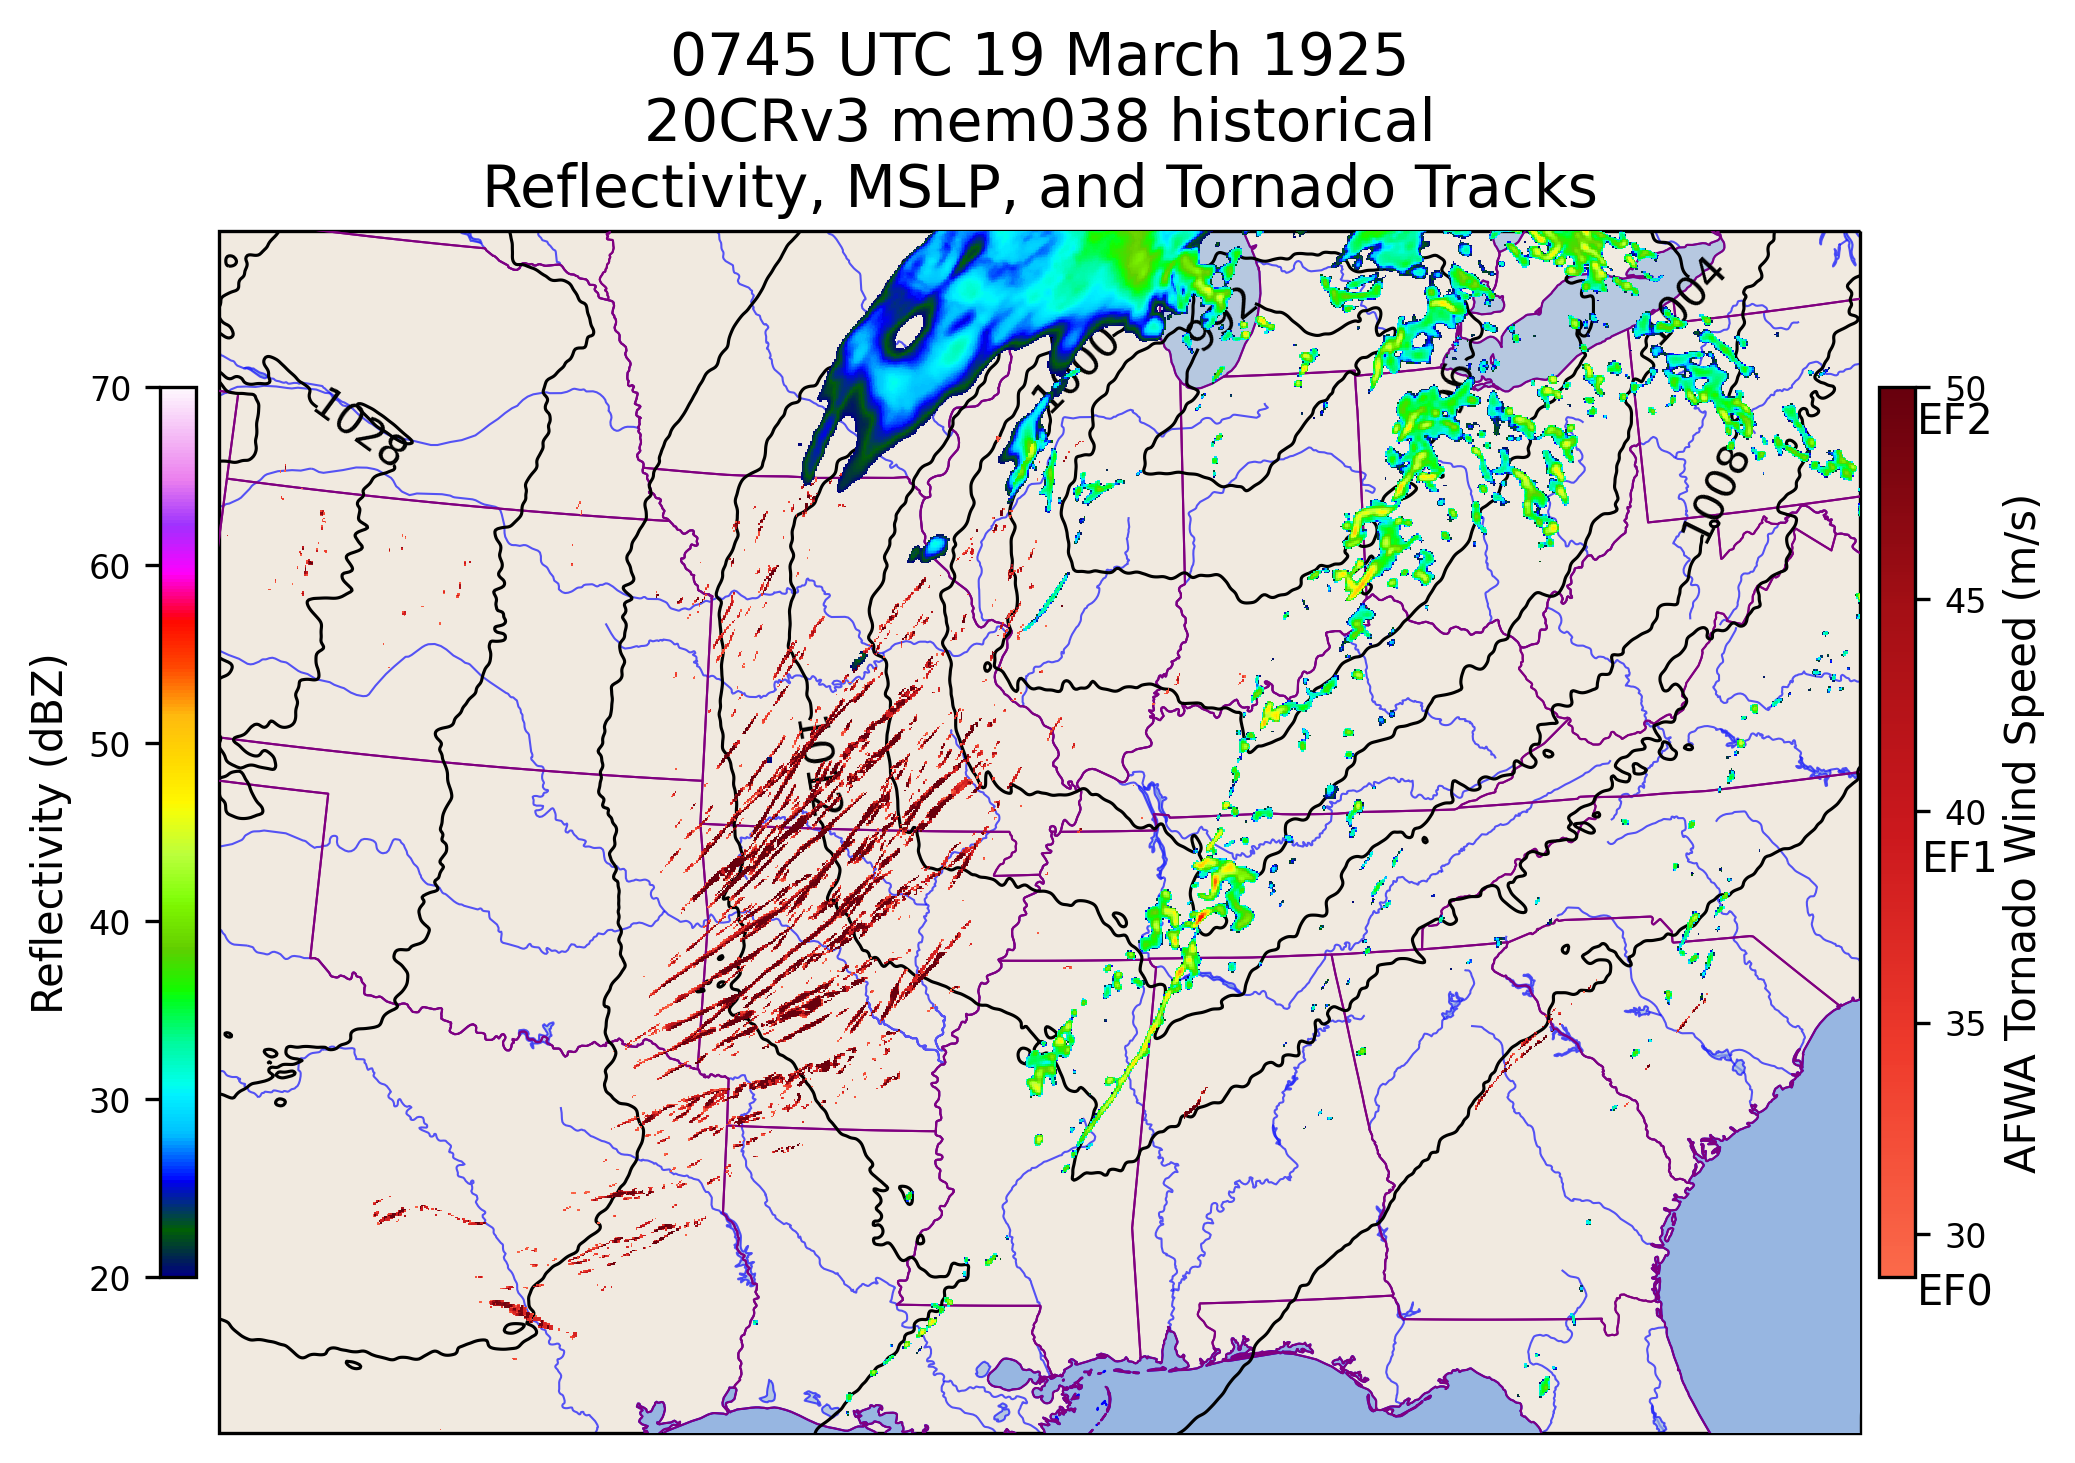 0745 UTC 19 March 1925
20CRv3 mem038 historical
Reflectivity, MSLP, and Tornado Tracks
70
60
50
40
30
20
Reflectivity (dBZ)
1028
1000
992
1004
1008
1012
50
EF2
45
40
EF1
35
30
EF0
AFWA Tornado Wind Speed (m/s)